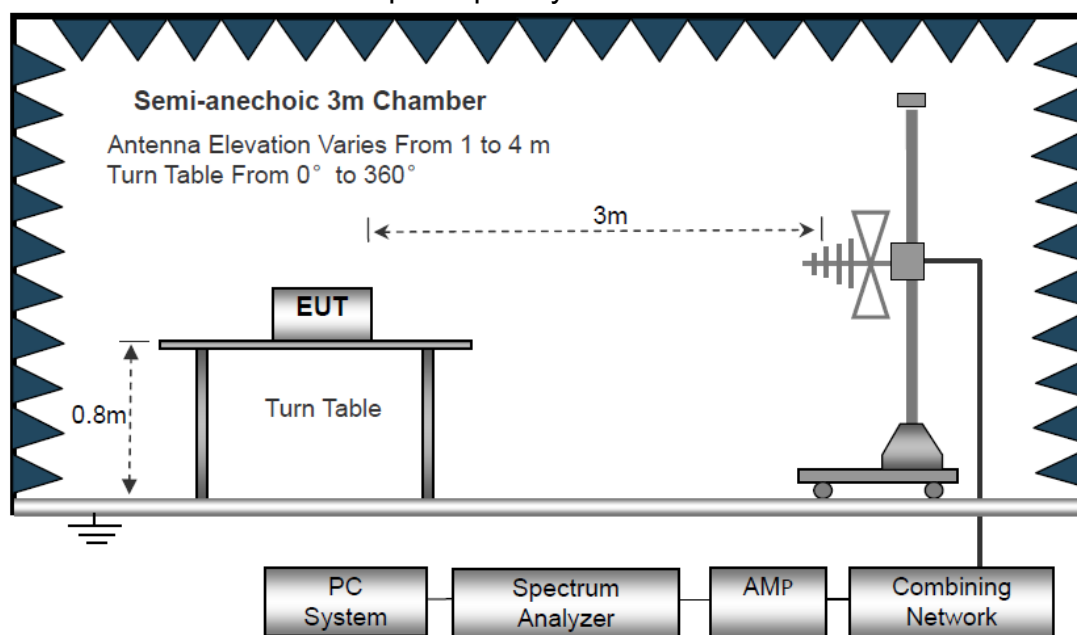 Semi-anechoic 3m Chamber
Antenna Elevation Varies From 1 to 4 m
Turn Table From 0° to 360°
3m
EUT
0.8m
Turn Table
PC
System
Spectrum
Analyzer
AMP
Combining
Network